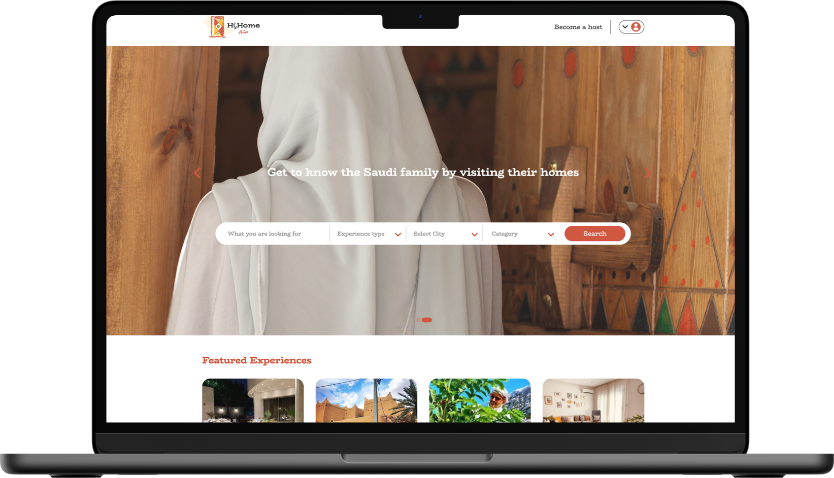 Hi Home
Become a host
Get to know the Saudi family by visiting their homes
What you are looking for
Experience type
Select City
Category
Search
Featured Experiences